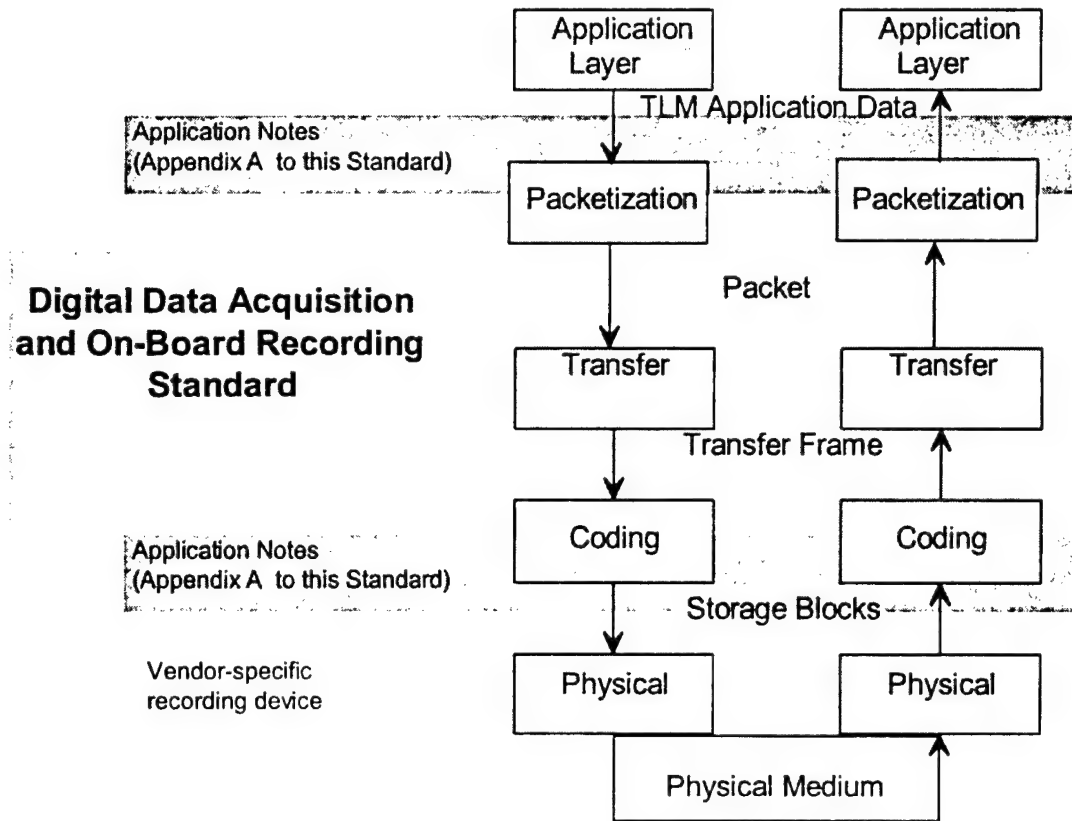 Application
Layer
Application
Layer
TLM Application Data
Application Notes
(Appendix A to this Standard)
Packetization
Packetization
Packet
Digital Data Acquisition
and On-Board Recording
Standard
Transfer
Transfer
Transfer Frame
Coding
Coding
Application Notes
(Appendix A to this Standard)
Storage Blocks
Vendor-specific
recording device
Physical
Physical
Physical Medium